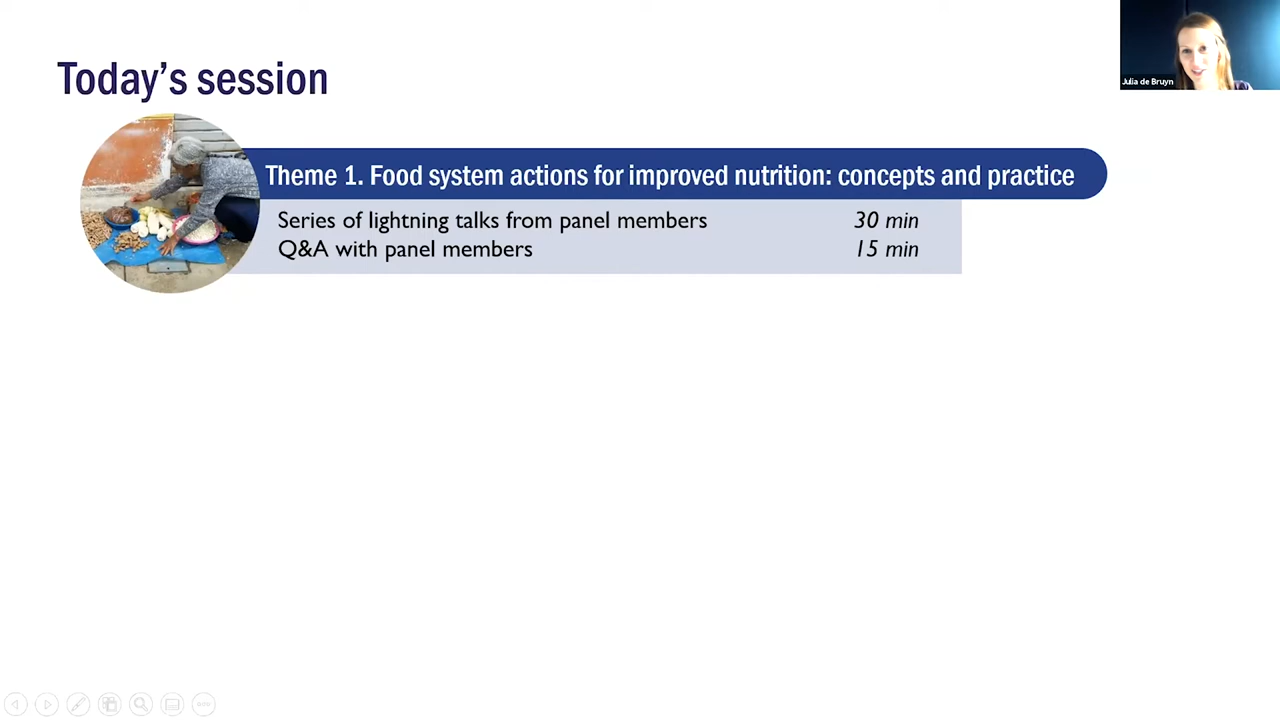 Today's session
Julia de Bruyn
Theme 1. Food system actions for improved nutrition: concepts and practice
Series of lightning talks from panel members 30 min
Q&A with panel members 15 min